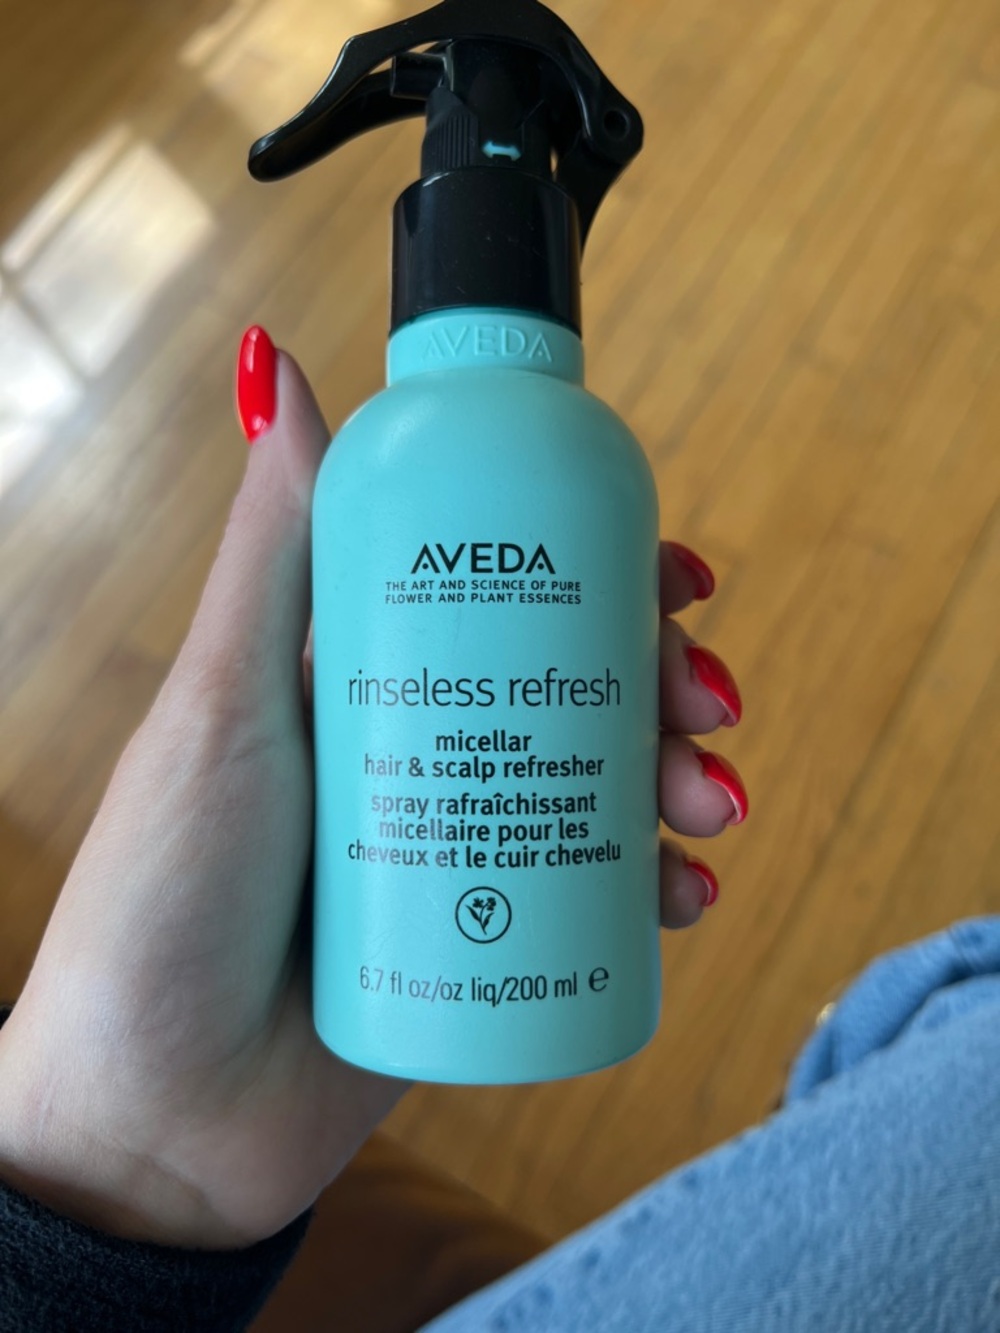 AVEDA
AVEDA
THE ART AND SCIENCE OF PURE
FLOWER AND PLANT ESSENCES
rinseless refresh
micellar
hair & scalp refresher
spray rafraîchissant
micellaire pour les
cheveux et le cuir chevelu
6.7 fl oz/oz liq/200 ml ℮